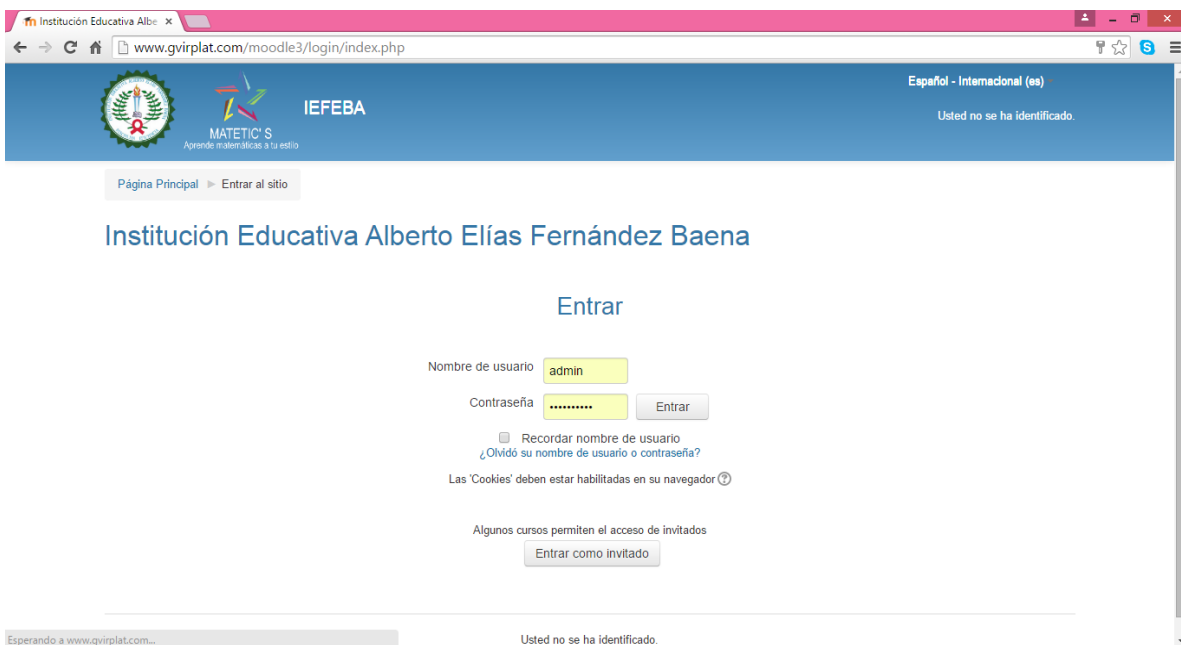 Institución Educativa Albe
www.gvirplat.com/moodle3/login/index.php
IEFEBA
MATETIC' S
Aprende matemáticas a tu estilo
Español - Internacional (es)
Usted no se ha identificado.
Página Principal ► Entrar al sitio
Institución Educativa Alberto Elías Fernández Baena
Entrar
Nombre de usuario admin
Contraseña •••••••••• Entrar
Recordar nombre de usuario
¿Olvidó su nombre de usuario o contraseña?
Las 'Cookies' deben estar habilitadas en su navegador
Algunos cursos permiten el acceso de invitados
Entrar como invitado
Esperando a www.gvirplat.com...
Usted no se ha identificado.